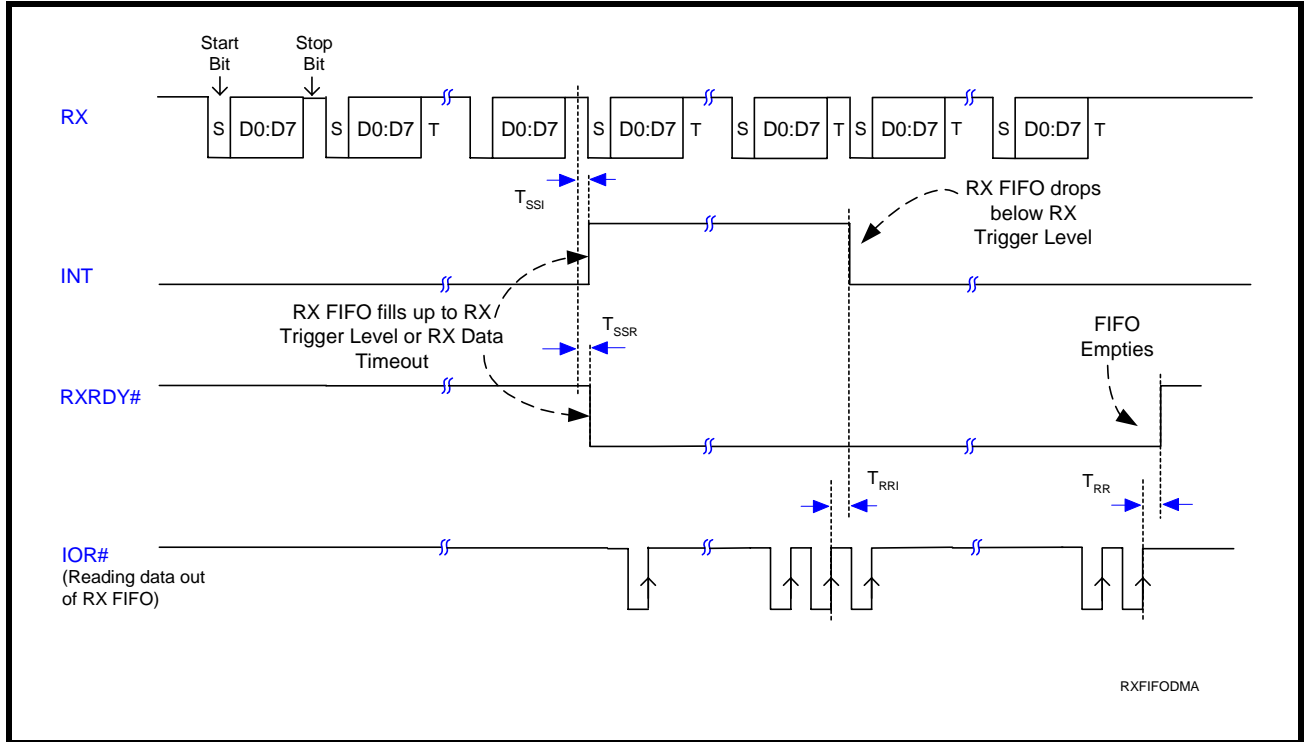 Start
Bit
Stop
Bit
RX
S D0:D7 S D0:D7 T D0:D7 S D0:D7 T S D0:D7 T S D0:D7 T S D0:D7 T
TSSI
RX FIFO drops
below RX
Trigger Level
INT
RX FIFO fills up to RX
Trigger Level or RX Data
Timeout
TSSR
FIFO
Empties
RXRDY#
TRRI
TRR
IOR#
(Reading data out
of RX FIFO)
RXFIFODMA